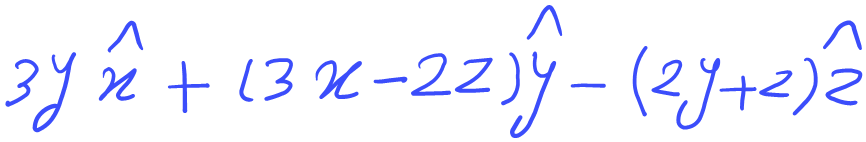 3y x̂ + (3x-2z)ŷ - (2y+z)ẑ